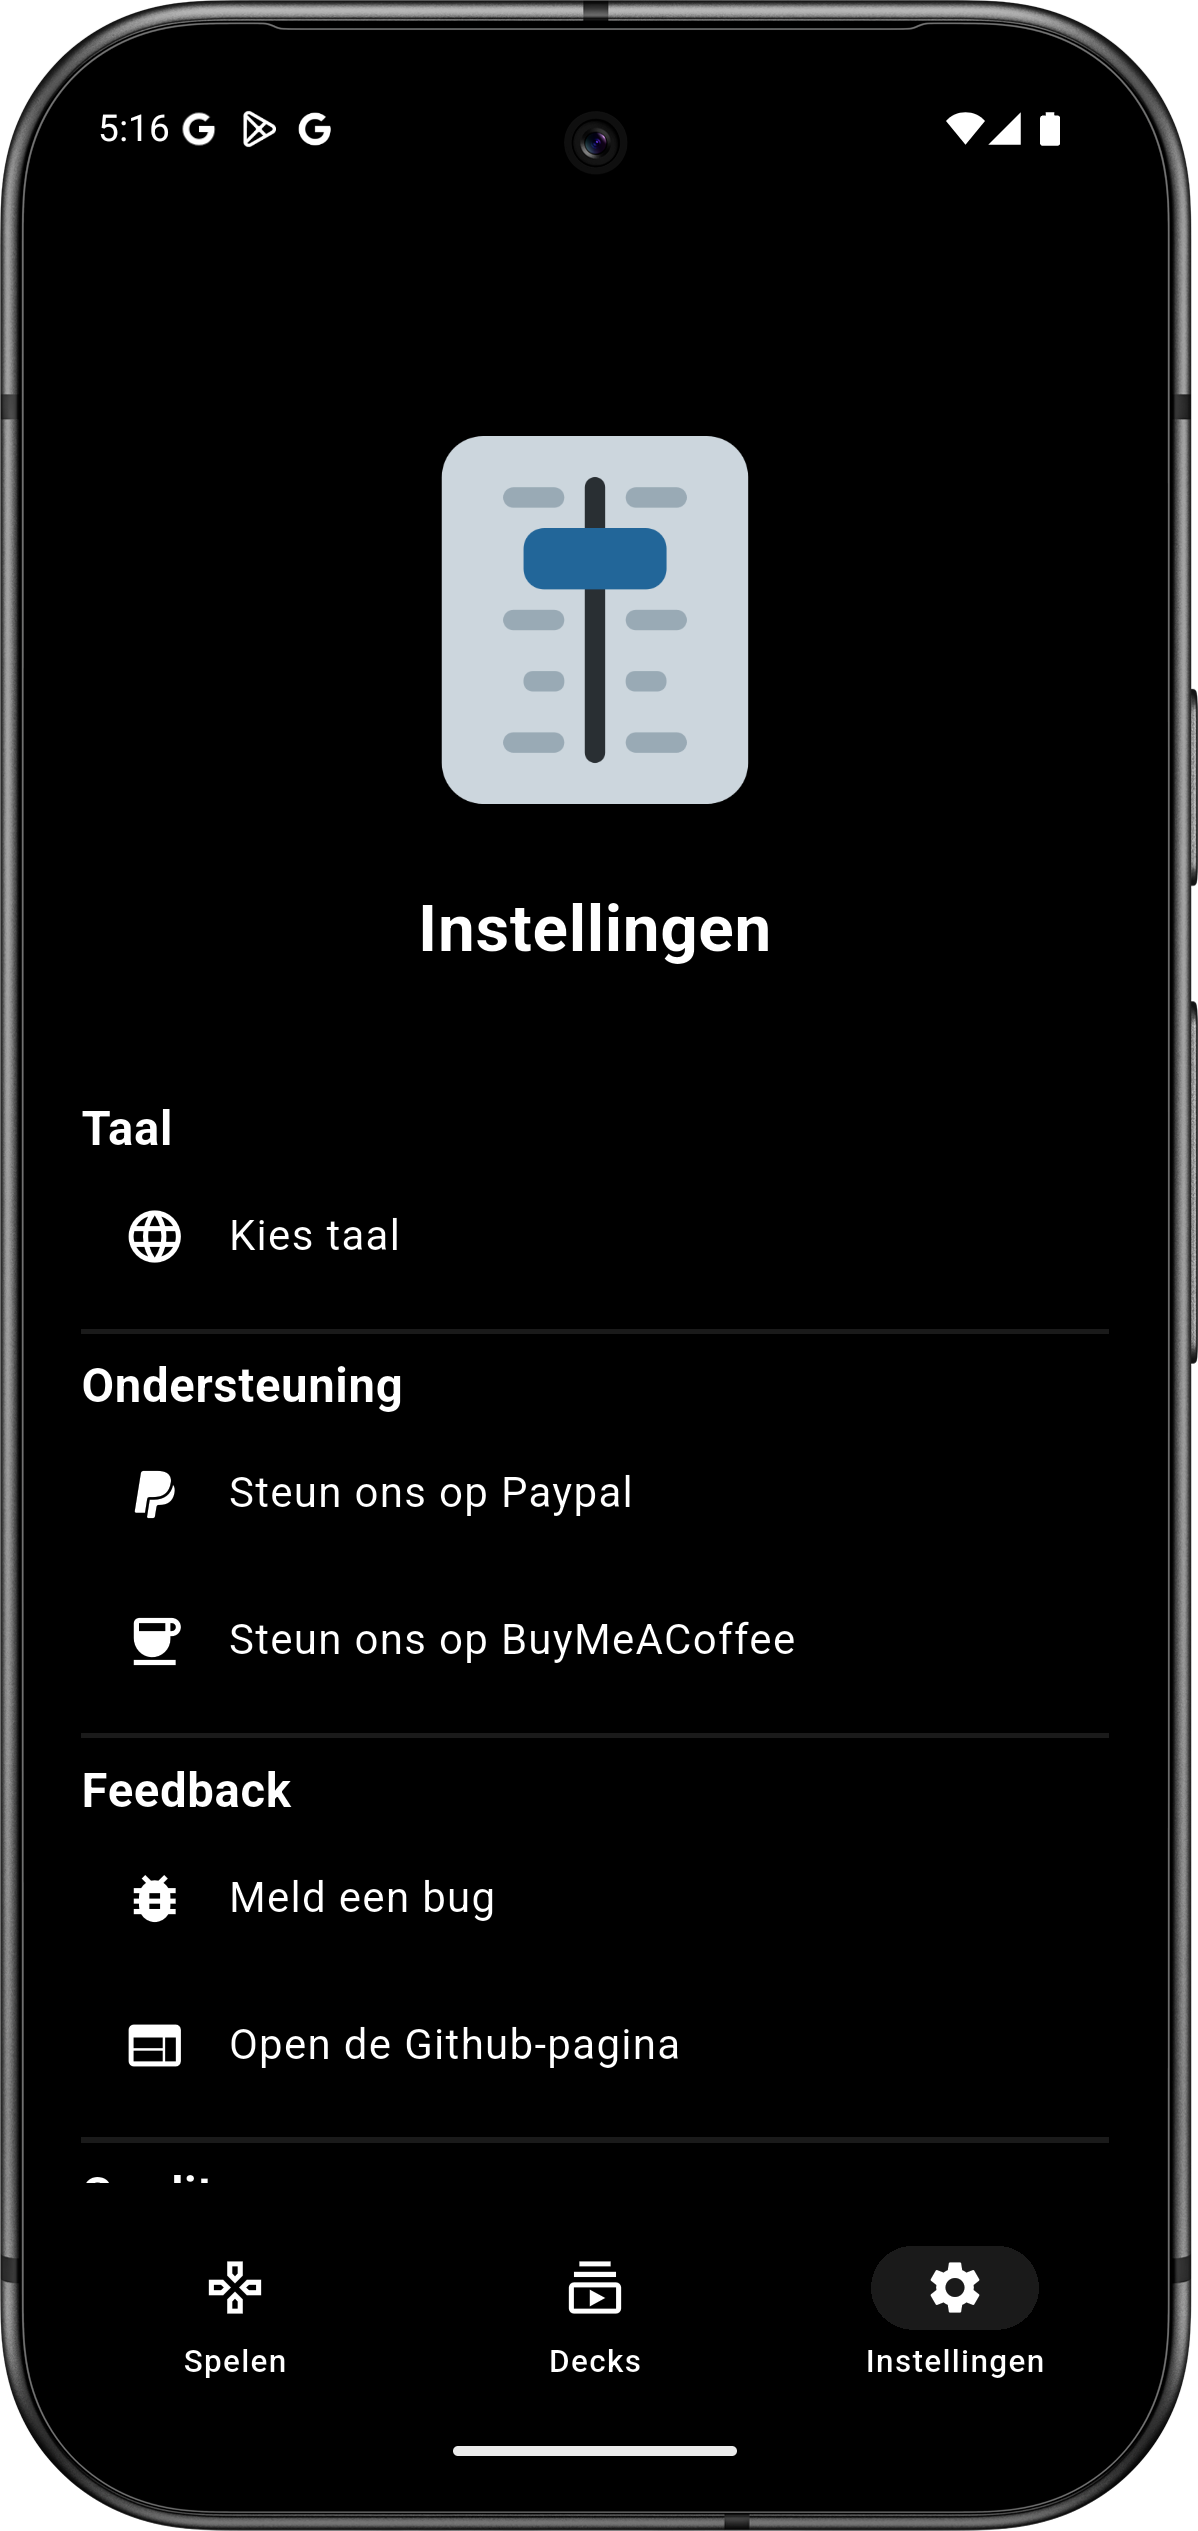 5:16
Instellingen
Taal
Kies taal
Ondersteuning
Steun ons op Paypal
Steun ons op BuyMeACoffee
Feedback
Meld een bug
Open de Github-pagina
Spelen
Decks
Instellingen